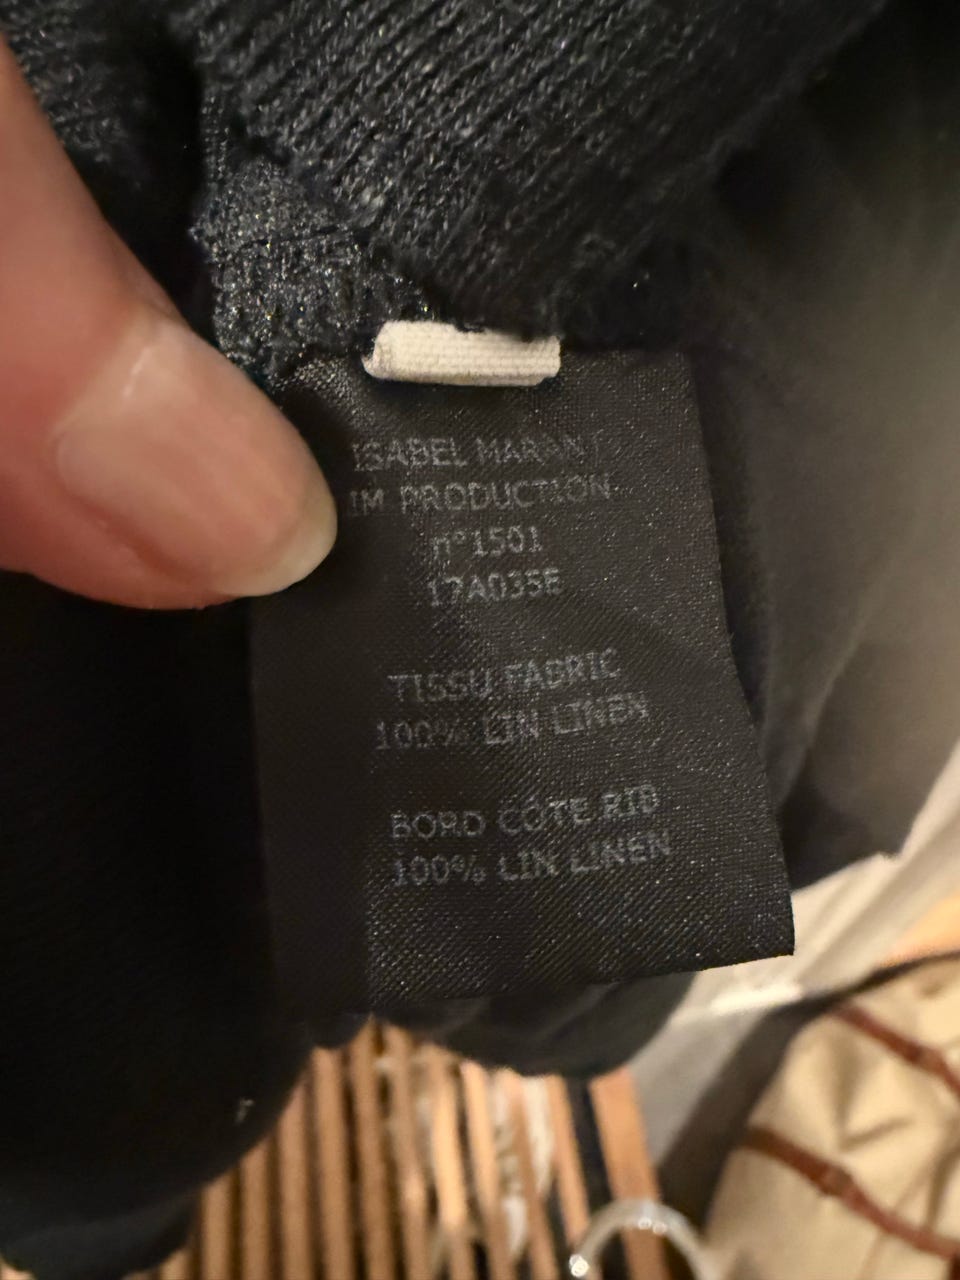 ISABEL MARANT
IM PRODUCTION
n°1501
17A035E
TISSU FABRIC
100% LIN LINEN
BORD CÔTE RIB
100% LIN LINEN